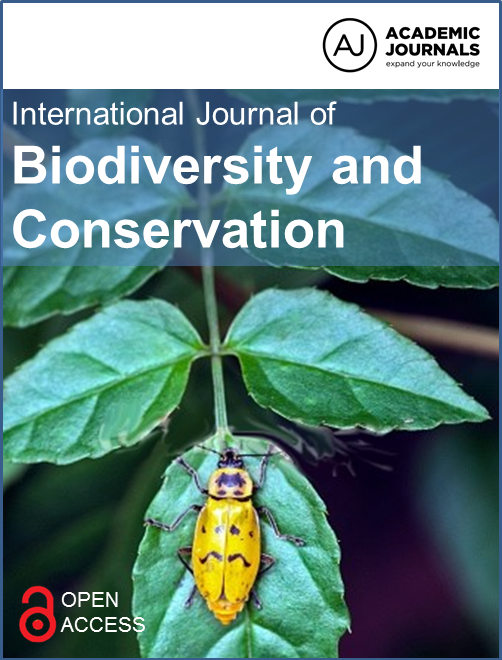 AJ
ACADEMIC
JOURNALS
expand your knowledge
International Journal of
Biodiversity and
Conservation
OPEN
ACCESS